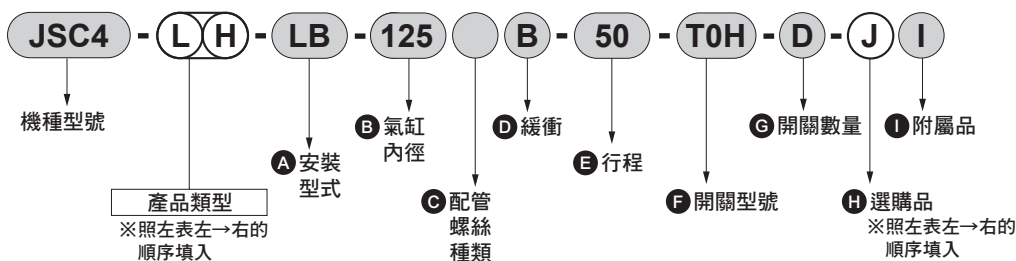 JSC4 - L H - LB - 125 B - 50 - T0H - D - J I
機種型號
產品類型
※照左表左→右的
順序填入
A 安裝
型式
B 氣缸
內徑
C 配管
螺絲
種類
D 緩衝
E 行程
F 開關型號
G 開關數量
H 選購品
※照左表左→右的
順序填入
I 附屬品